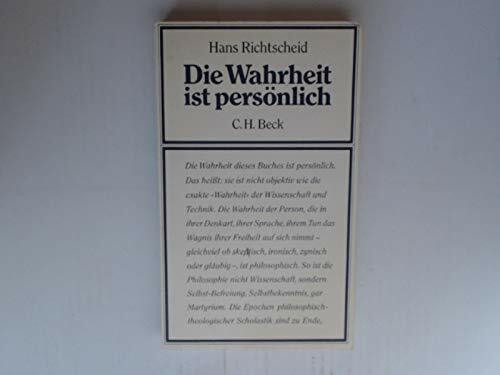 Hans Richtscheid
Die Wahrheit
ist persönlich
C. H. Beck
Die Wahrheit dieses Buches ist persönlich.
Das heißt: sie ist nicht objektiv wie die
exakte ›Wahrheit‹ der Wissenschaft und
Technik. Die Wahrheit der Person, die in
ihrer Denkart, ihrer Sprache, ihrem Tun das
Wagnis ihrer Freiheit auf sich nimmt –
gleichviel ob skeptisch, ironisch, zynisch
oder gläubig –, ist philosophisch. So ist die
Philosophie nicht Wissenschaft, sondern
Selbst-Befreiung, Selbstbekenntnis, gar
Martyrium. Die Epochen philosophisch-
theologischer Scholastik sind zu Ende,